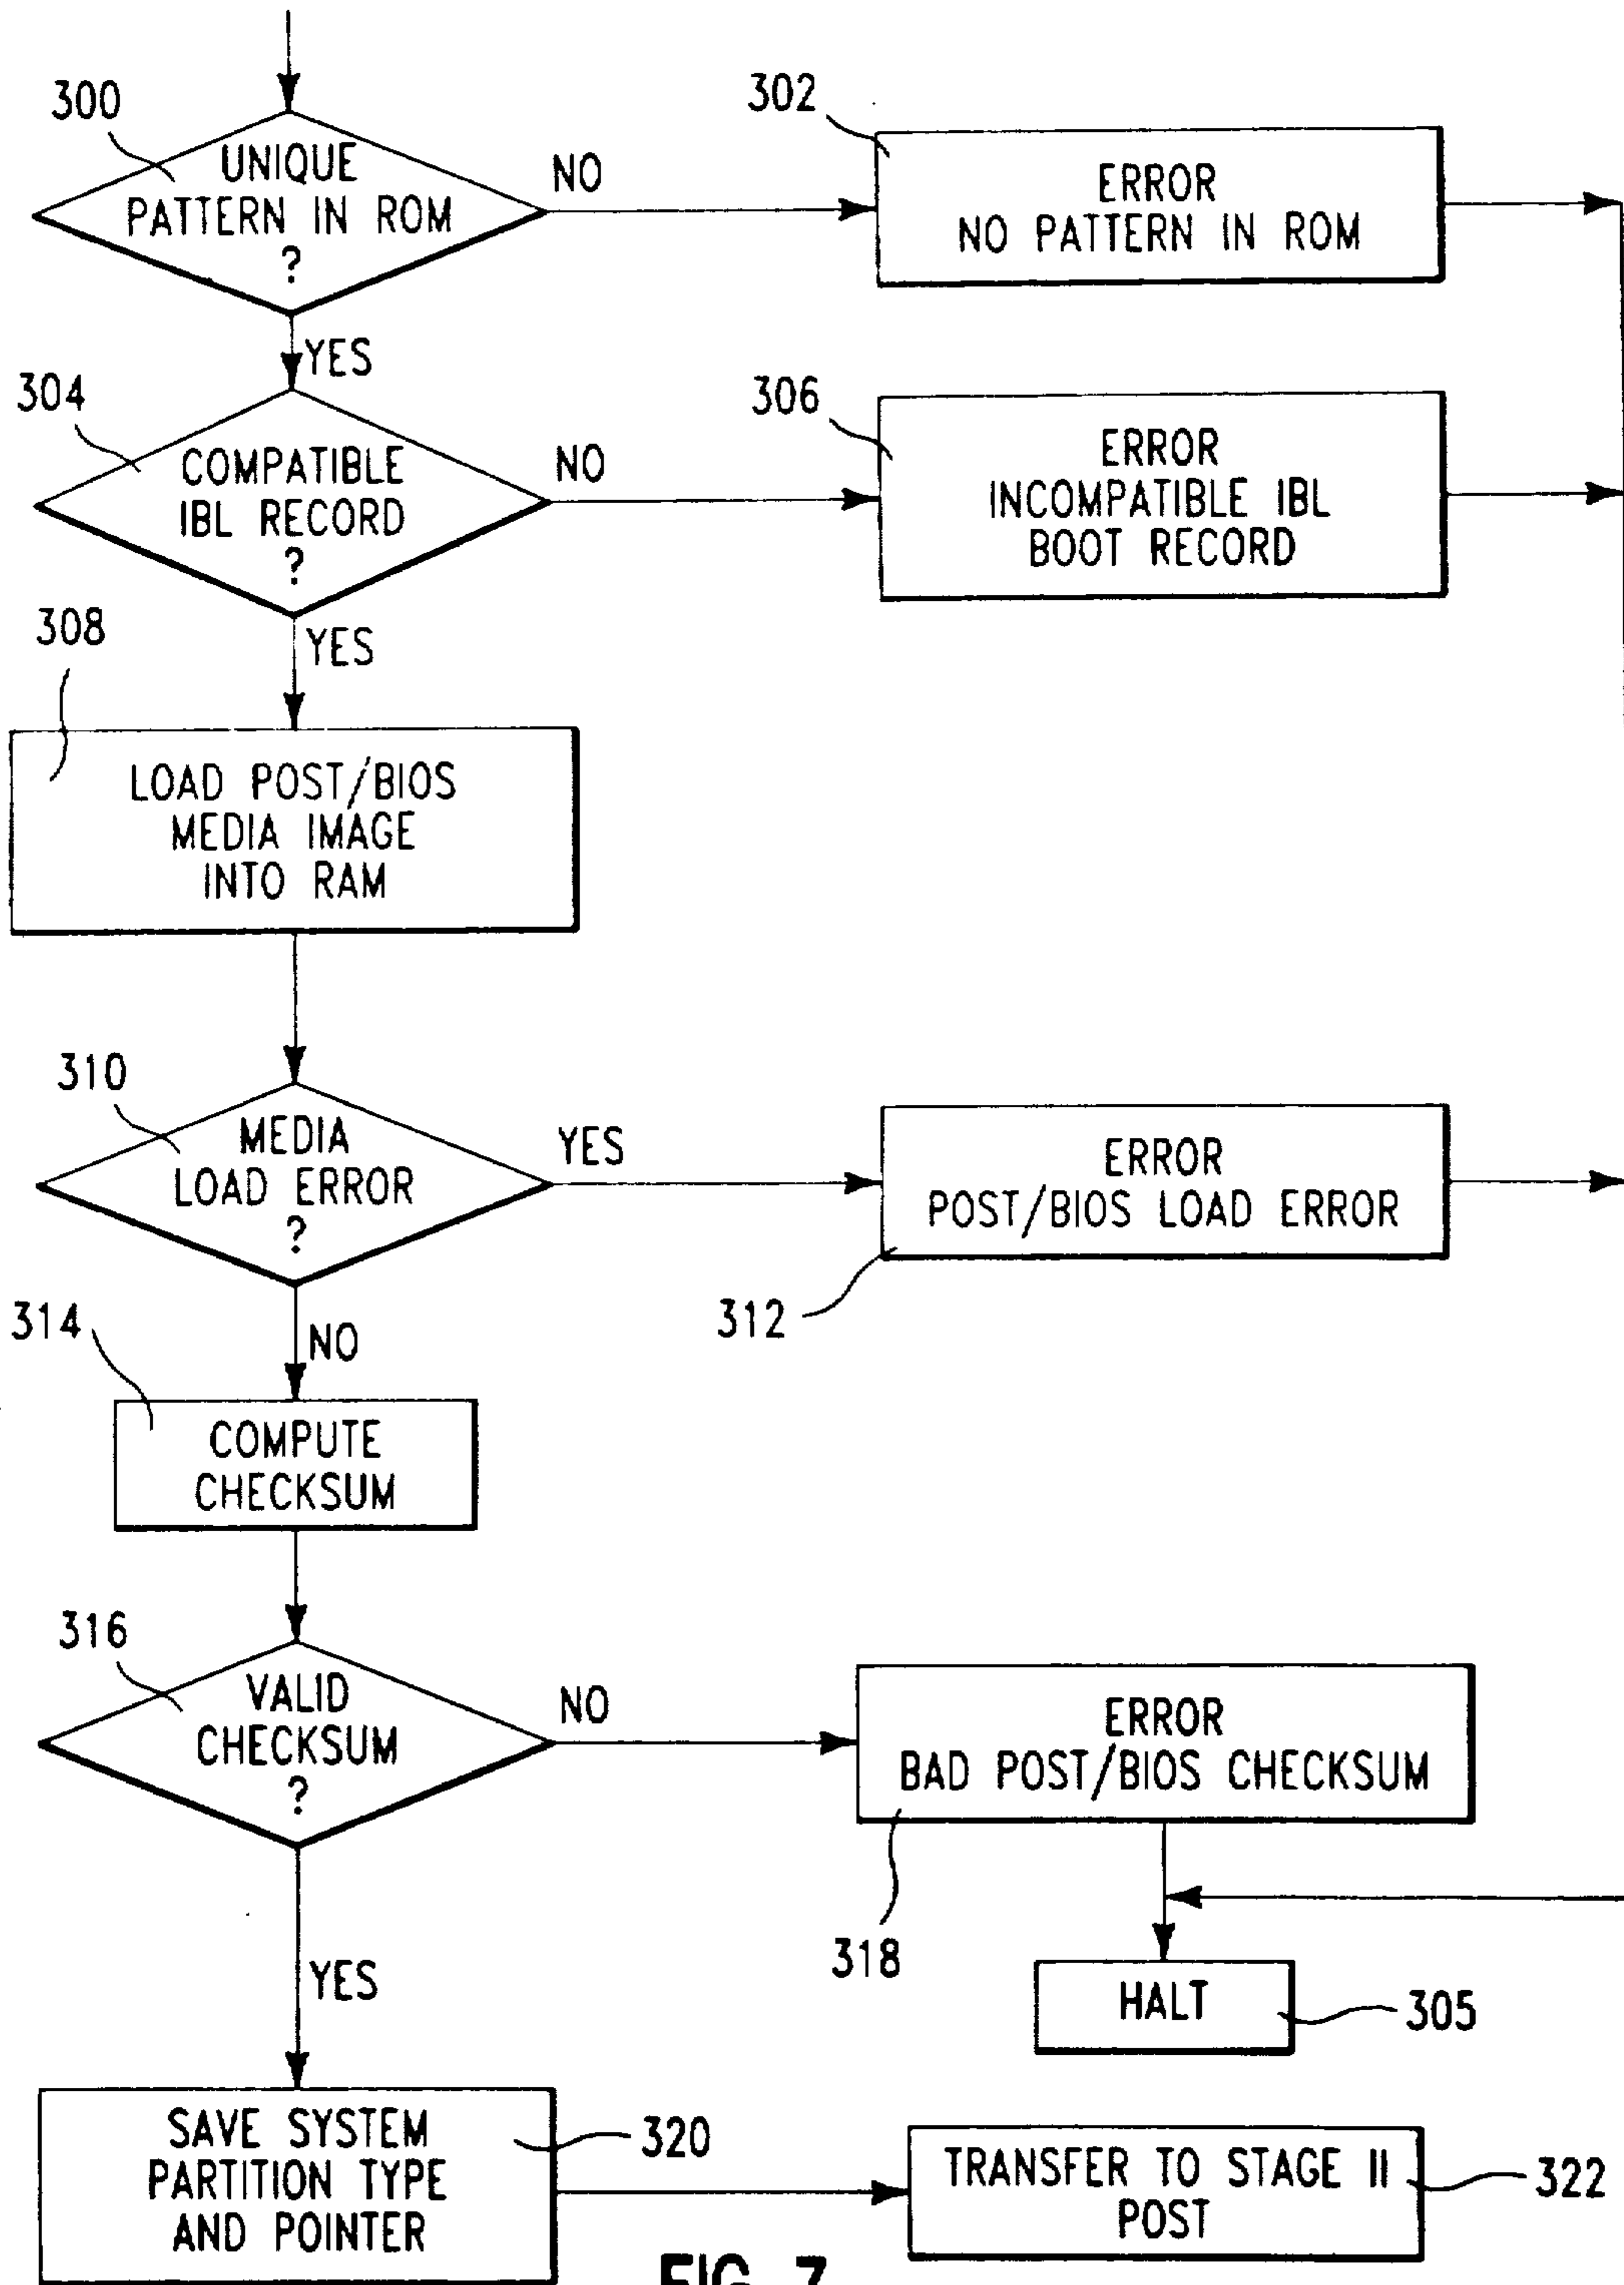 300
UNIQUE
PATTERN IN ROM
?
NO
302
ERROR
NO PATTERN IN ROM
YES
304
COMPATIBLE
IBL RECORD
?
NO
306
ERROR
INCOMPATIBLE IBL
BOOT RECORD
YES
308
LOAD POST/BIOS
MEDIA IMAGE
INTO RAM
310
MEDIA
LOAD ERROR
?
YES
ERROR
POST/BIOS LOAD ERROR
312
NO
314
COMPUTE
CHECKSUM
316
VALID
CHECKSUM
?
NO
ERROR
BAD POST/BIOS CHECKSUM
318
YES
HALT
305
SAVE SYSTEM
PARTITION TYPE
AND POINTER
320
TRANSFER TO STAGE II
POST
322
FIG. 7